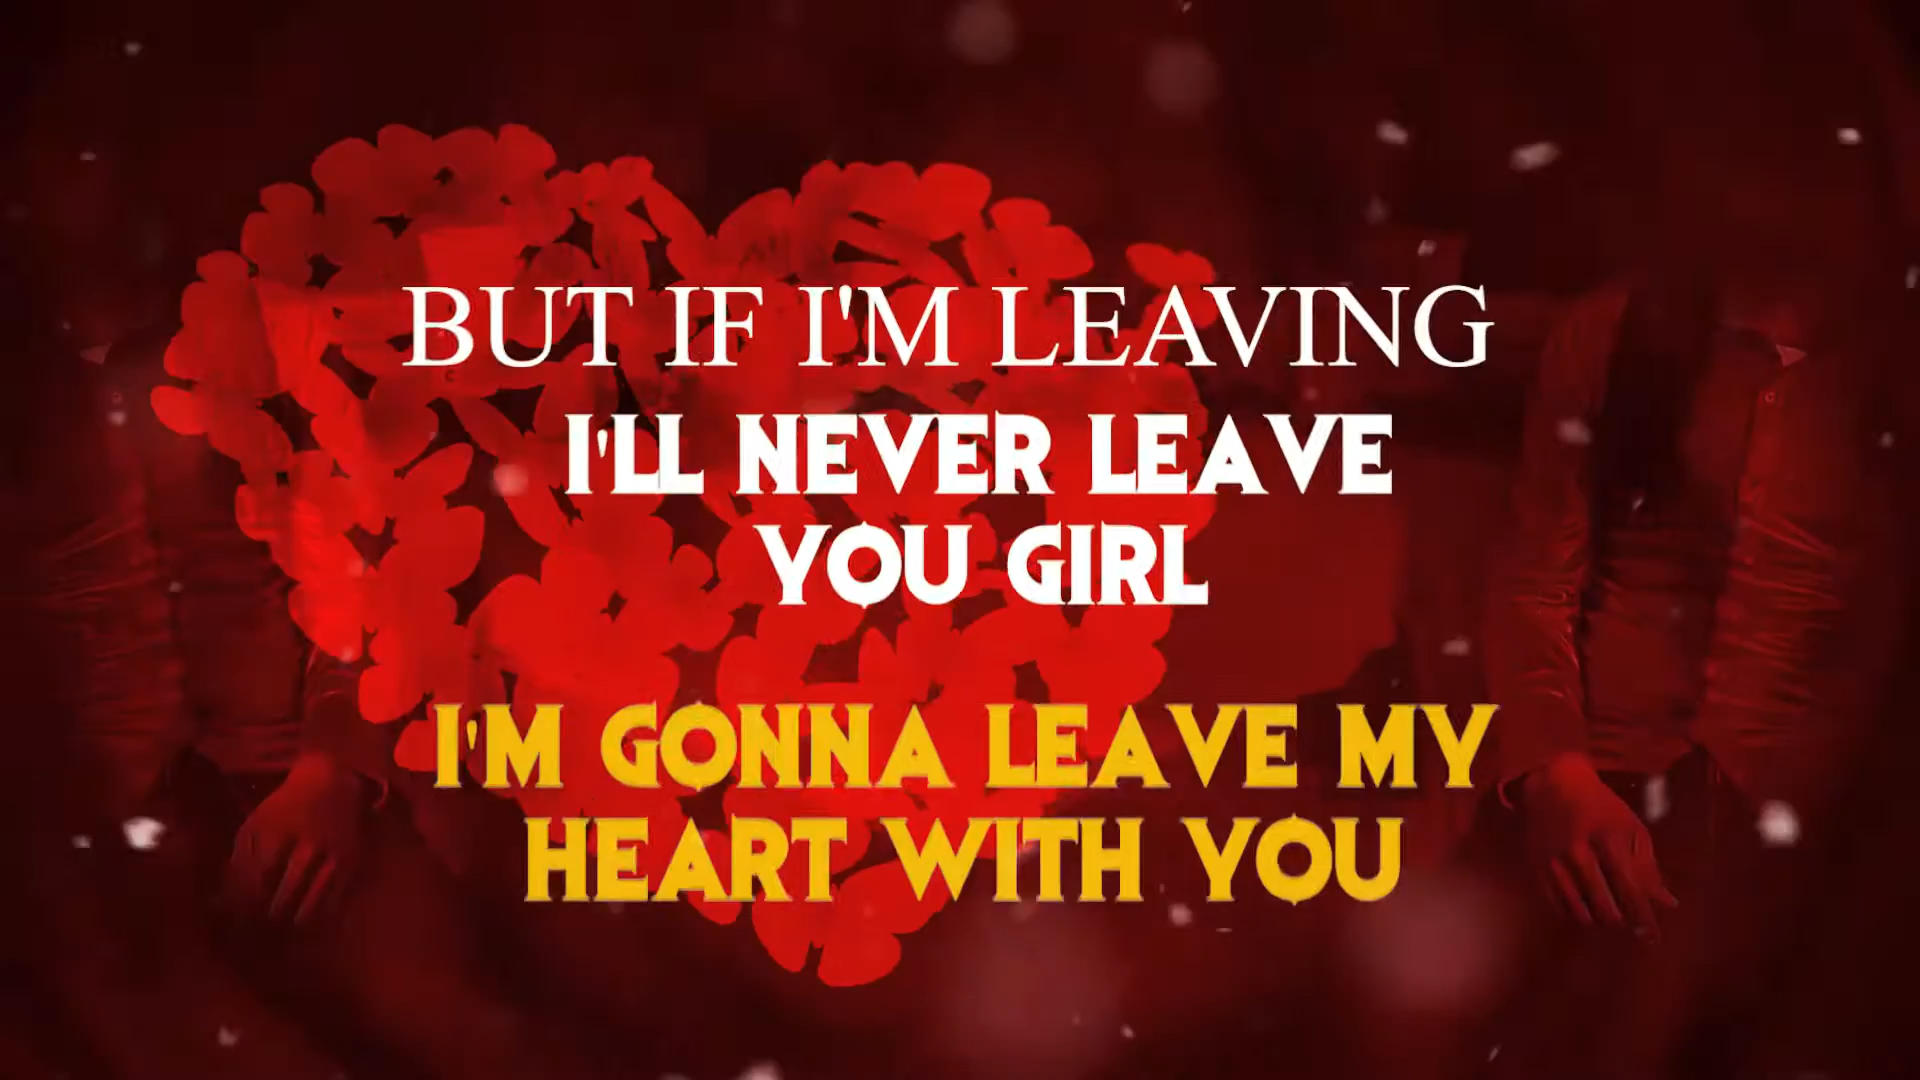 BUT IF I'M LEAVING
I'LL NEVER LEAVE
YOU GIRL
I'M GONNA LEAVE MY
HEART WITH YOU